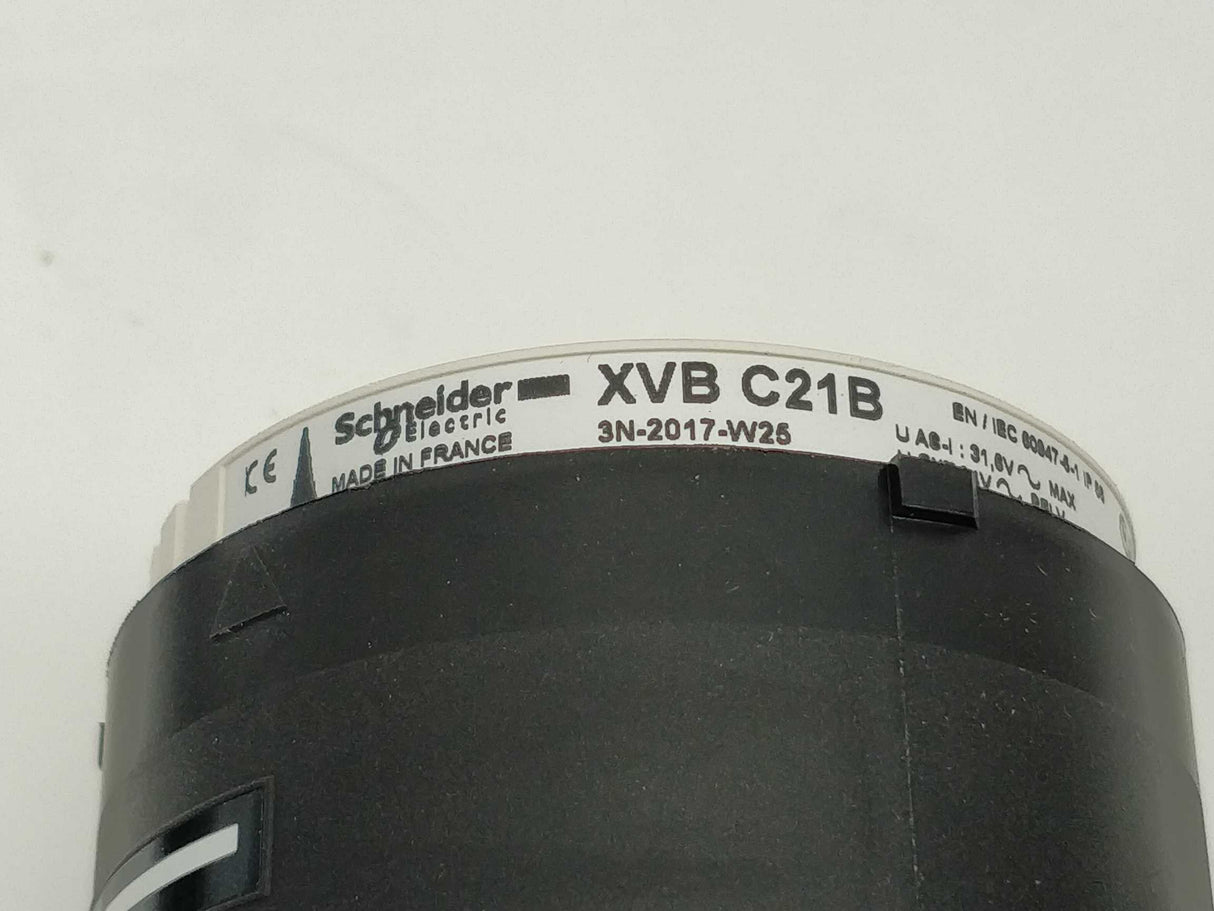 CE
Schneider
Electric
MADE IN FRANCE
XVB C21B
3N-2017-W25
EN / IEC 60947-5-1 IP 65
U AS-I : 31,6V ~ MAX